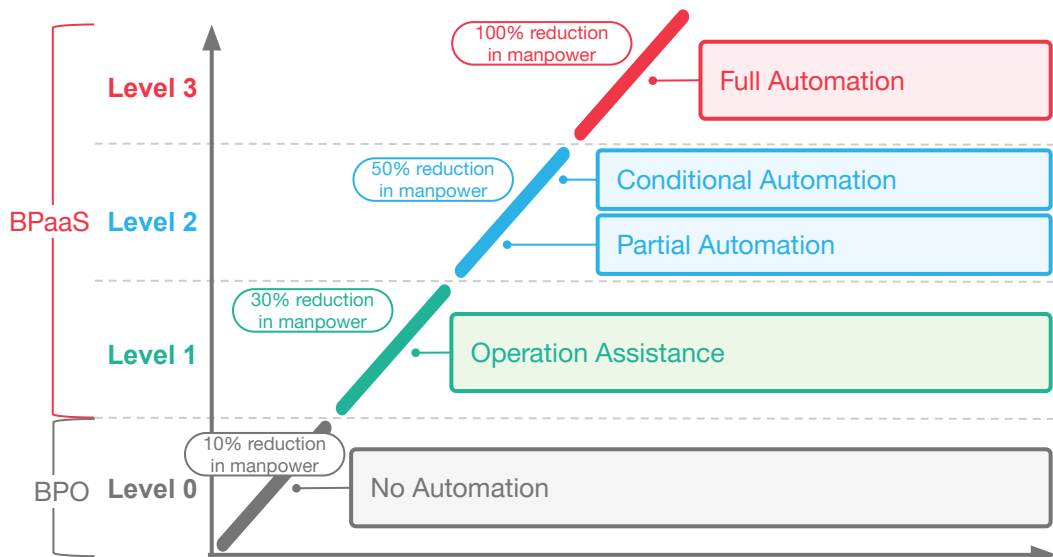 100% reduction
in manpower
Level 3
Full Automation
50% reduction
in manpower
Conditional Automation
BPaaS
Level 2
Partial Automation
30% reduction
in manpower
Level 1
Operation Assistance
10% reduction
in manpower
BPO
Level 0
No Automation